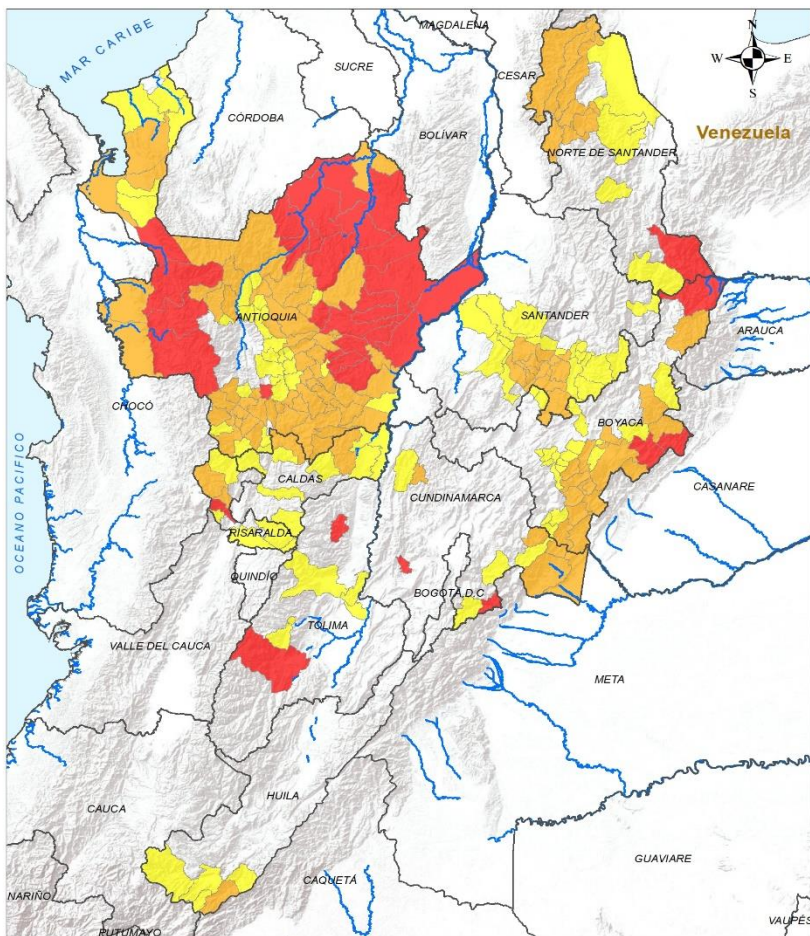 MAGDALENA
N
MAR CARIBE
SUCRE
CESAR
W
E
S
CÓRDOBA
BOLÍVAR
Venezuela
NORTE DE SANTANDER
ANTIOQUIA
SANTANDER
ARAUCA
CHOCÓ
BOYACÁ
OCEANO PACIFICO
CALDAS
CUNDINAMARCA
CASANARE
RISARALDA
QUINDÍO
BOGOTÁ, D.C
TOLIMA
VALLE DEL CAUCA
META
HUILA
CAUCA
GUAVIARE
CAQUETÁ
NARIÑO
PUTUMAYO
VAUPÉS